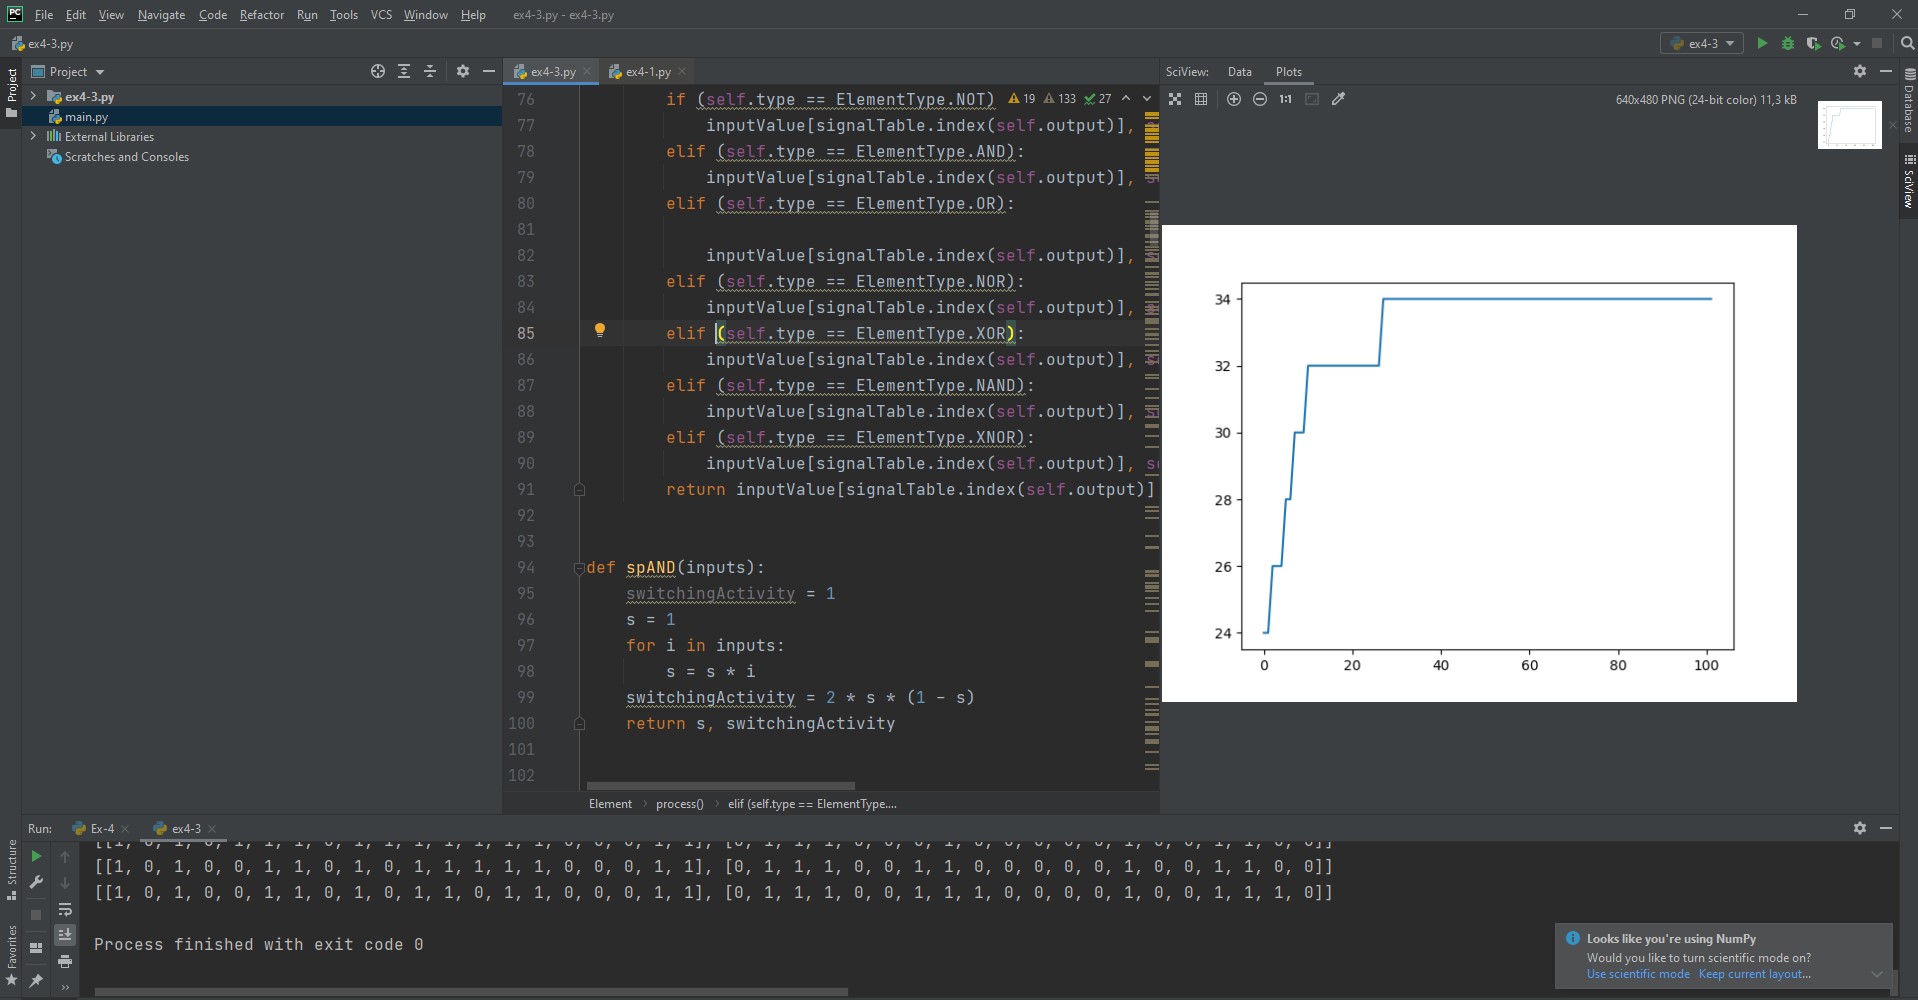 PC File Edit View Navigate Code Refactor Run Tools VCS Window Help ex4-3.py - ex4-3.py
ex4-3.py
ex4-3
Project
ex4-3.py
main.py
External Libraries
Scratches and Consoles
ex4-3.py ex4-1.py
19 133 27
76 if (self.type == ElementType.NOT)
77 inputValue[signalTable.index(self.output)],
78 elif (self.type == ElementType.AND):
79 inputValue[signalTable.index(self.output)],
80 elif (self.type == ElementType.OR):
81
82 inputValue[signalTable.index(self.output)],
83 elif (self.type == ElementType.NOR):
84 inputValue[signalTable.index(self.output)],
85 elif (self.type == ElementType.XOR):
86 inputValue[signalTable.index(self.output)],
87 elif (self.type == ElementType.NAND):
88 inputValue[signalTable.index(self.output)],
89 elif (self.type == ElementType.XNOR):
90 inputValue[signalTable.index(self.output)], se
91 return inputValue[signalTable.index(self.output)]
92
93
94 def spAND(inputs):
95 switchingActivity = 1
96 s = 1
97 for i in inputs:
98 s = s * i
99 switchingActivity = 2 * s * (1 - s)
100 return s, switchingActivity
101
102
Element process() elif (self.type == ElementType....
SciView: Data Plots
1:1
640x480 PNG (24-bit color) 11,3 kB
34
32
30
28
26
24
0 20 40 60 80 100
Project
Structure
Favorites
Database
SciView
Run: Ex-4 ex4-3
[[1, 0, 1, 0, 0, 1, 1, 0, 1, 0, 1, 1, 1, 1, 1, 0, 0, 0, 1, 1], [0, 1, 1, 1, 0, 0, 1, 1, 0, 0, 0, 0, 0, 1, 0, 0, 1, 1, 0, 0]]
[[1, 0, 1, 0, 0, 1, 1, 0, 1, 0, 1, 1, 0, 1, 1, 0, 0, 0, 1, 1], [0, 1, 1, 1, 0, 0, 1, 1, 1, 0, 0, 0, 0, 1, 0, 0, 1, 1, 1, 0]]
Process finished with exit code 0
Looks like you're using NumPy
Would you like to turn scientific mode on?
Use scientific mode Keep current layout...